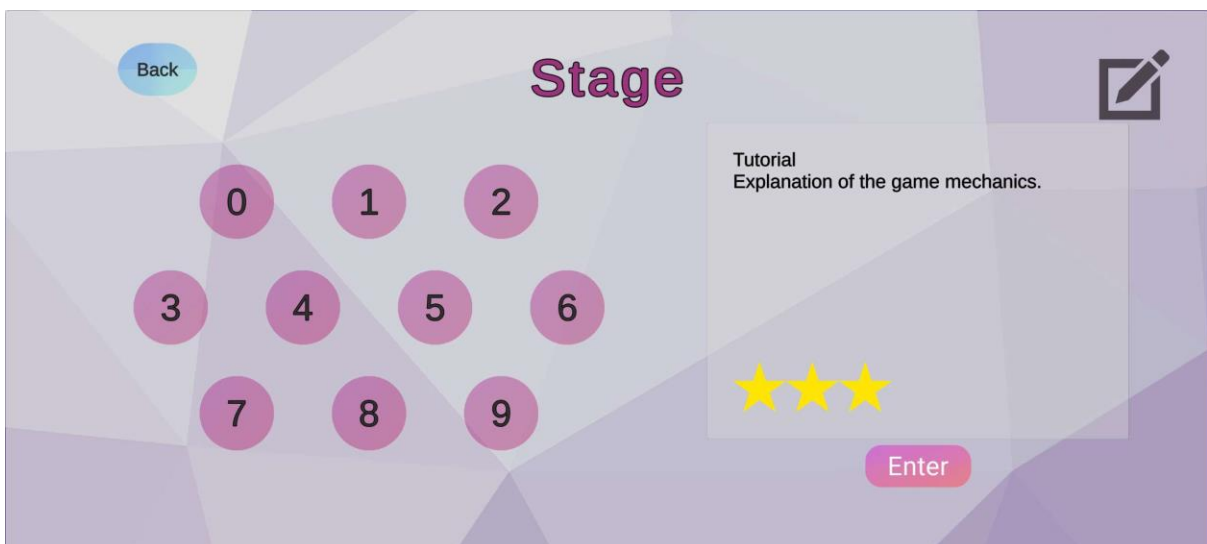 Back
Stage
Tutorial
Explanation of the game mechanics.
0 1 2
3 4 5 6
7 8 9
Enter